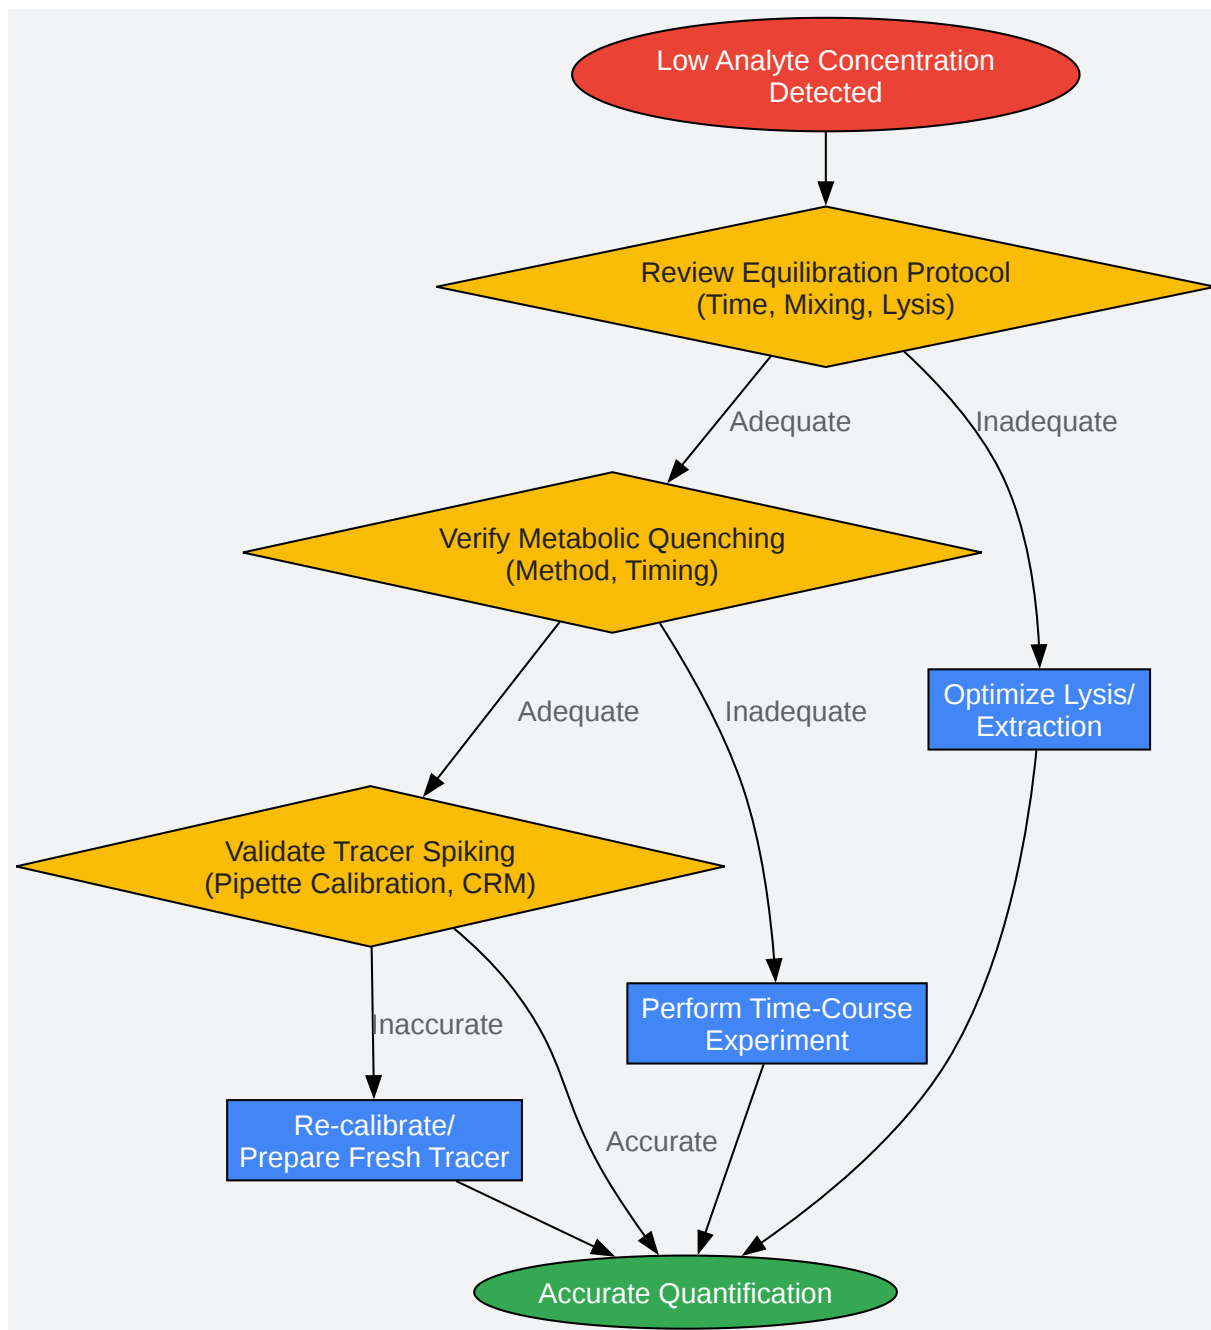 Low Analyte Concentration
Detected
Review Equilibration Protocol
(Time, Mixing, Lysis)
Adequate
Inadequate
Verify Metabolic Quenching
(Method, Timing)
Optimize Lysis/
Extraction
Adequate
Inadequate
Validate Tracer Spiking
(Pipette Calibration, CRM)
Perform Time-Course
Experiment
Inaccurate
Re-calibrate/
Prepare Fresh Tracer
Accurate
Accurate Quantification